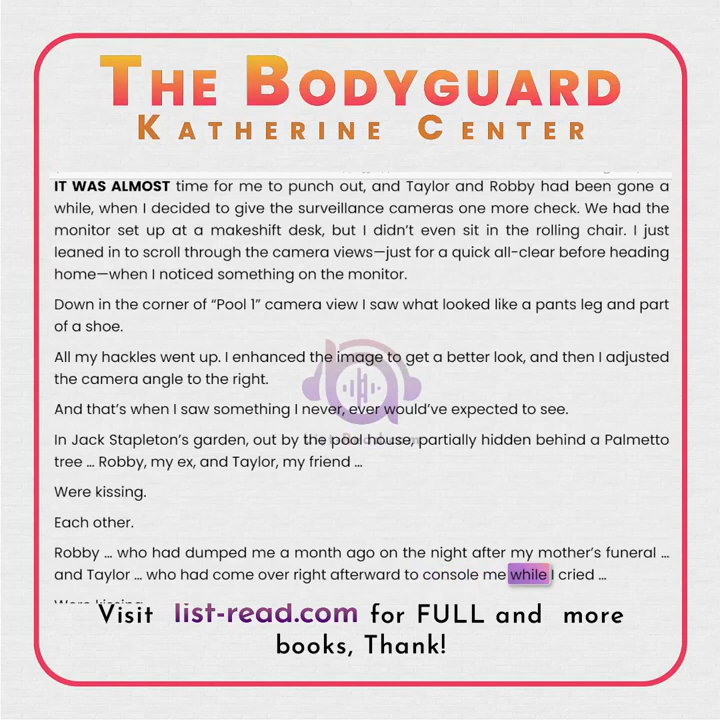 THE BODYGUARD
KATHERINE CENTER
IT WAS ALMOST time for me to punch out, and Taylor and Robby had been gone a
while, when I decided to give the surveillance cameras one more check. We had the
monitor set up at a makeshift desk, but I didn’t even sit in the rolling chair. I just
leaned in to scroll through the camera views—just for a quick all-clear before heading
home—when I noticed something on the monitor.
Down in the corner of “Pool 1” camera view I saw what looked like a pants leg and part
of a shoe.
All my hackles went up. I enhanced the image to get a better look, and then I adjusted
the camera angle to the right.
And that’s when I saw something I never, ever would’ve expected to see.
In Jack Stapleton’s garden, out by the pool house, partially hidden behind a Palmetto
tree … Robby, my ex, and Taylor, my friend …
Were kissing.
Each other.
Robby … who had dumped me a month ago on the night after my mother’s funeral …
and Taylor … who had come over right afterward to console me while I cried …
Were kissing.
Visit list-read.com for FULL and more
books, Thank!